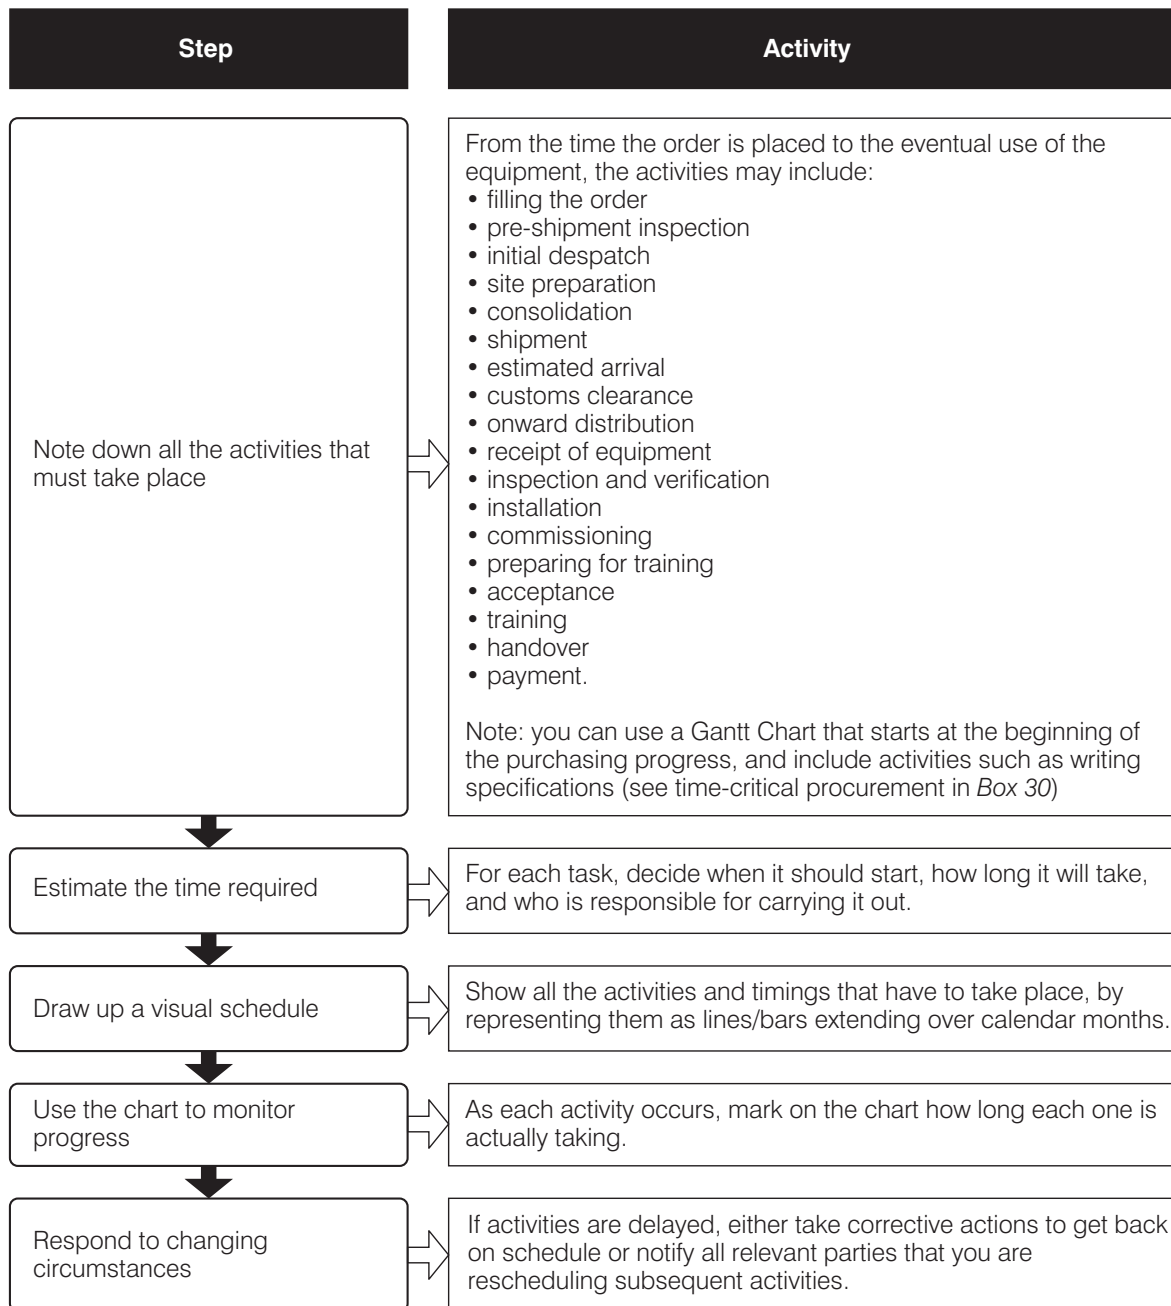 Step
Activity
Note down all the activities that
must take place
From the time the order is placed to the eventual use of the
equipment, the activities may include:
• filling the order
• pre-shipment inspection
• initial despatch
• site preparation
• consolidation
• shipment
• estimated arrival
• customs clearance
• onward distribution
• receipt of equipment
• inspection and verification
• installation
• commissioning
• preparing for training
• acceptance
• training
• handover
• payment.
Note: you can use a Gantt Chart that starts at the beginning of
the purchasing progress, and include activities such as writing
specifications (see time-critical procurement in Box 30)
Estimate the time required
For each task, decide when it should start, how long it will take,
and who is responsible for carrying it out.
Draw up a visual schedule
Show all the activities and timings that have to take place, by
representing them as lines/bars extending over calendar months.
Use the chart to monitor
progress
As each activity occurs, mark on the chart how long each one is
actually taking.
Respond to changing
circumstances
If activities are delayed, either take corrective actions to get back
on schedule or notify all relevant parties that you are
rescheduling subsequent activities.